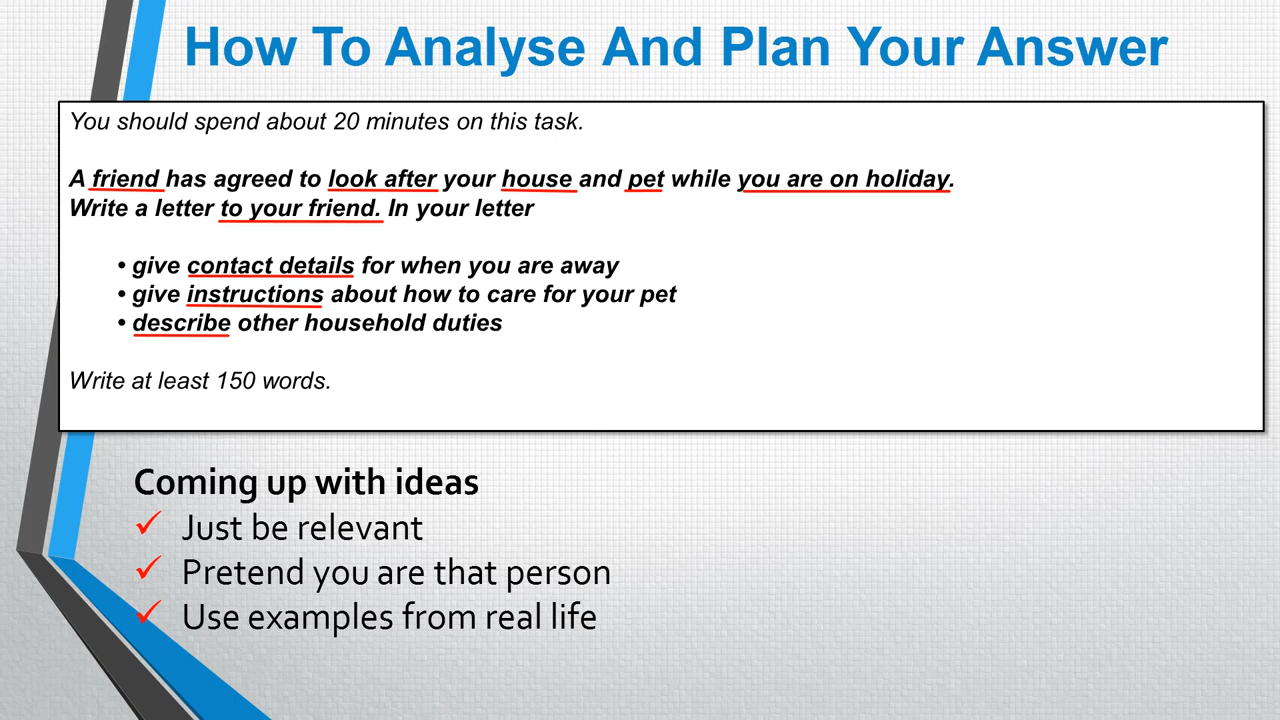 How To Analyse And Plan Your Answer
You should spend about 20 minutes on this task.
A friend has agreed to look after your house and pet while you are on holiday.
Write a letter to your friend. In your letter
• give contact details for when you are away
• give instructions about how to care for your pet
• describe other household duties
Write at least 150 words.
Coming up with ideas
✓ Just be relevant
✓ Pretend you are that person
✓ Use examples from real life